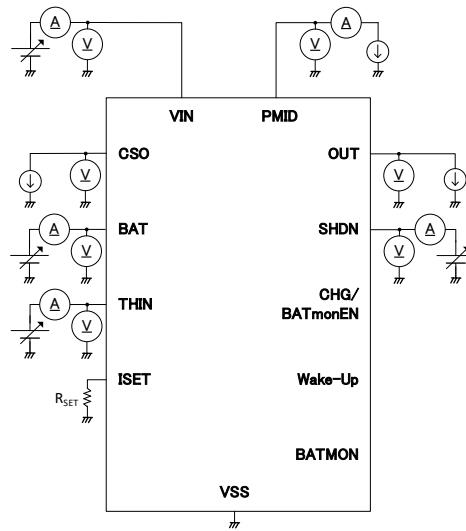 A
V
V
A
VIN
PMID
CSO
OUT
V
V
A
BAT
SHDN
A
V
V
A
THIN
CHG/
BATmonEN
V
ISET
Wake-Up
RSET
BATMON
VSS